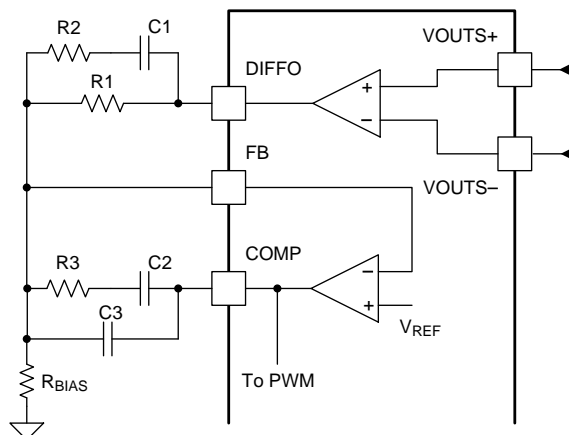 R2
C1
VOUTS+
DIFFO
R1
+
−
FB
VOUTS−
COMP
R3
C2
−
+
C3
VREF
To PWM
RBIAS